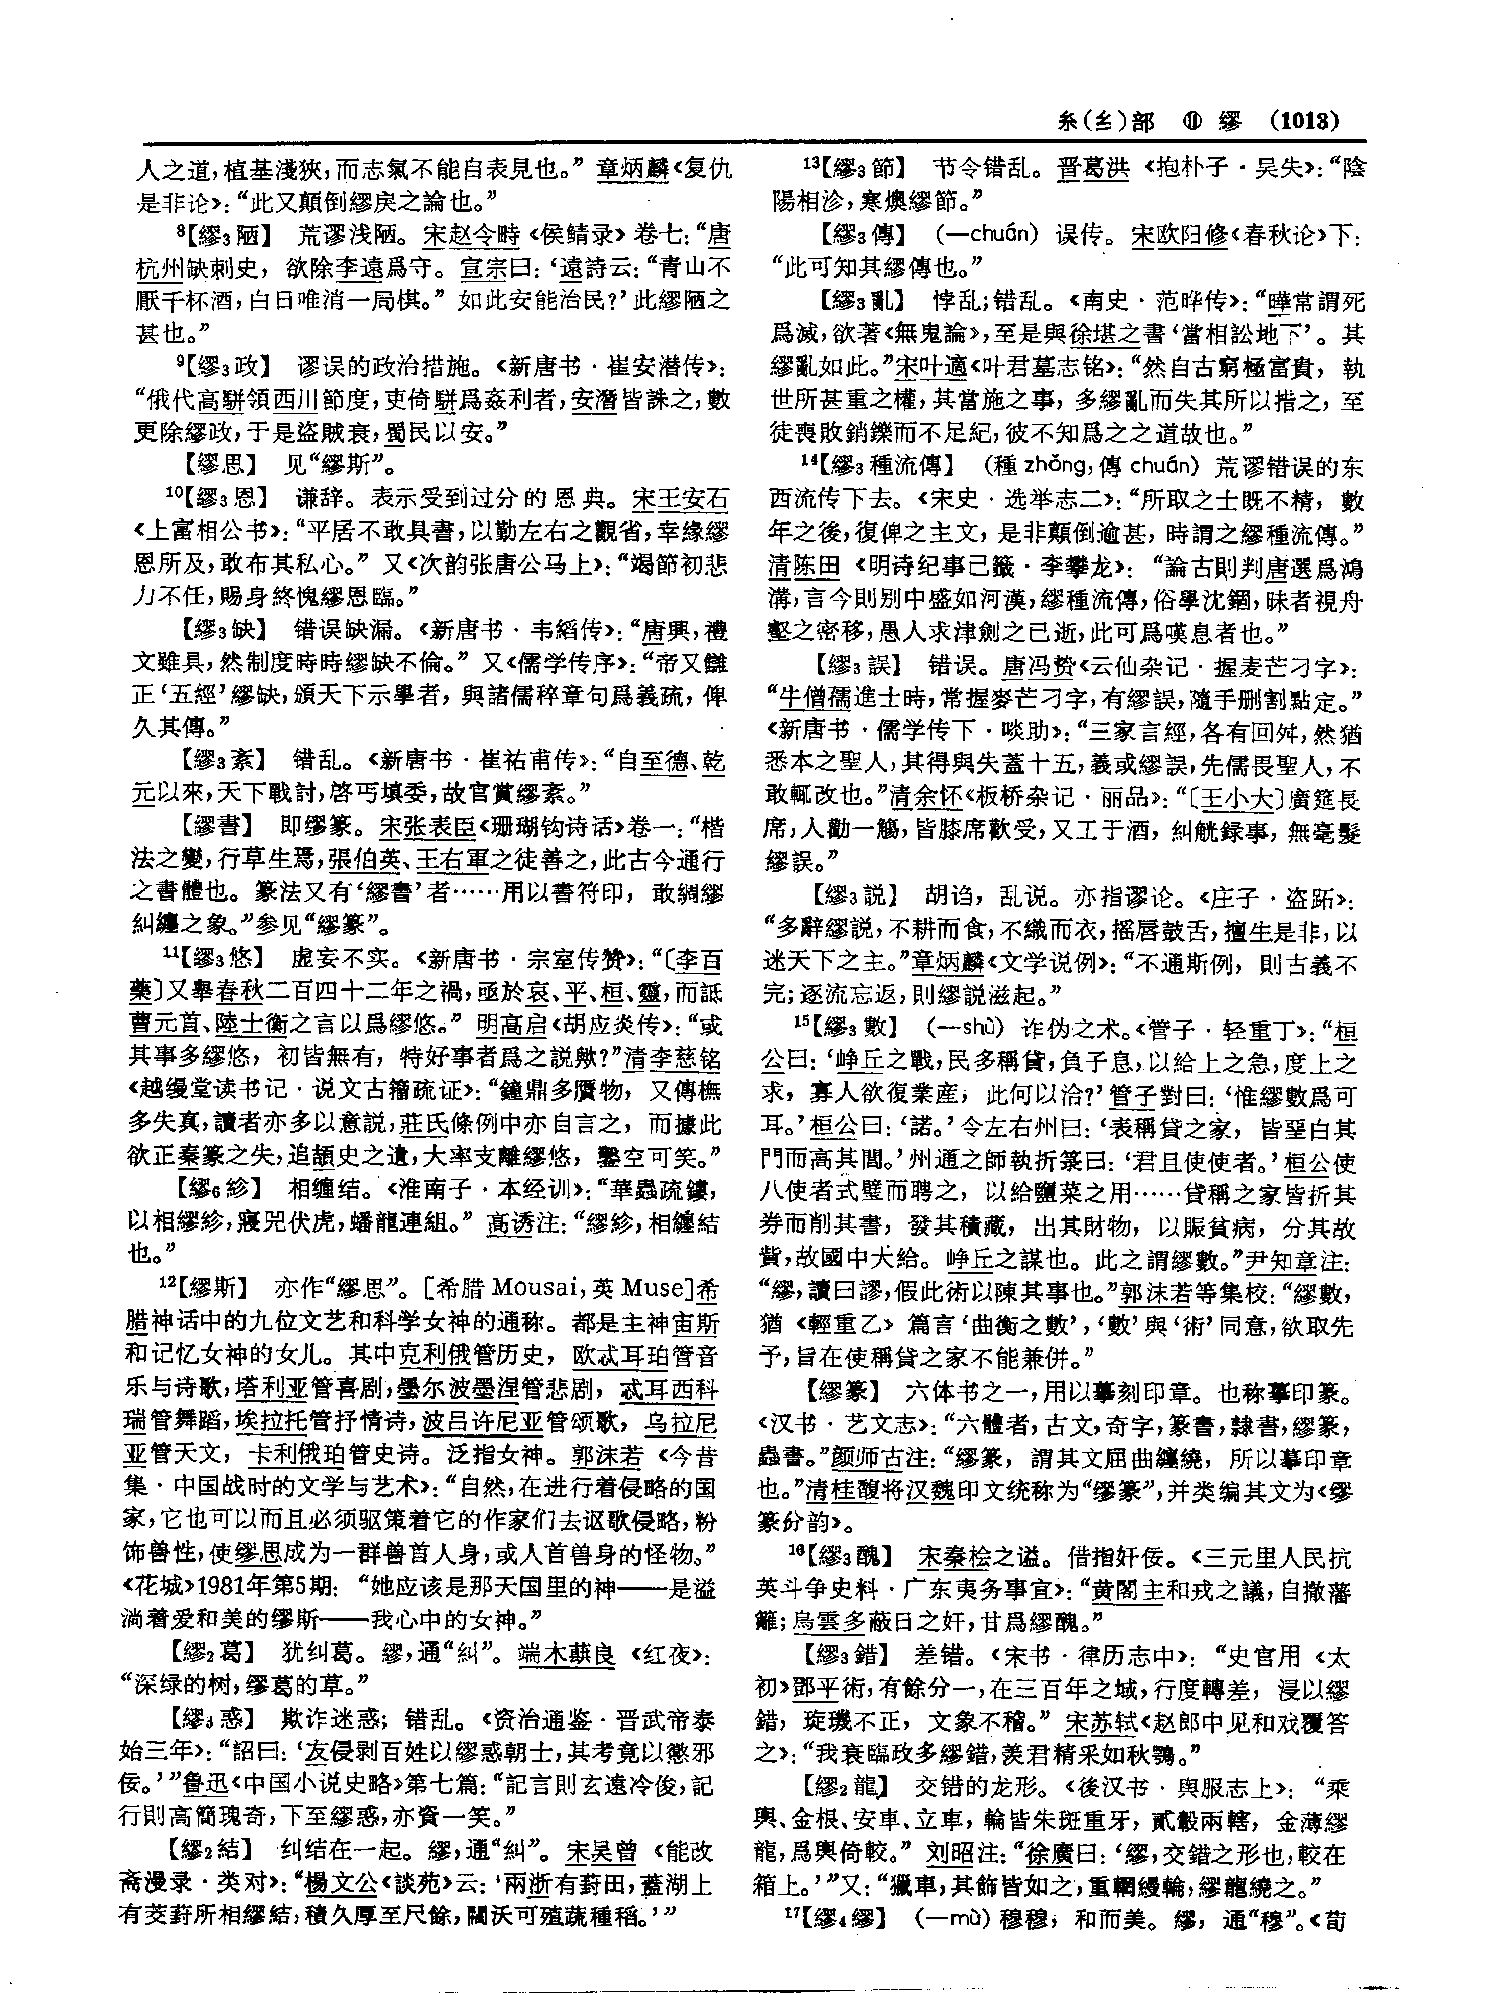 糸(纟)部　⑪　繆　(1013)
人之道，植基淺狹，而志氣不能自表見也。”章炳麟《复仇
是非论》：“此又顛倒繆戾之論也。”
8【繆3陋】　荒谬浅陋。宋赵令畤《侯鲭录》卷七：“唐
杭州缺刺史，欲除李遠爲守。宣宗曰：‘遠詩云：“青山不
厭千杯酒，白日唯消一局棋。”如此安能治民？’此繆陋之
甚也。”
9【繆3政】　谬误的政治措施。《新唐书·崔安潜传》：
“俄代高駢領西川節度，吏倚駢爲姦利者，安潛皆誅之，數
更除繆政，于是盜賊衰，蜀民以安。”
【缪思】　见“繆斯”。
10【繆3恩】　谦辞。表示受到过分的恩典。宋王安石
《上富相公书》：“平居不敢具書，以勤左右之觀省，幸緣繆
恩所及，敢布其私心。”又《次韵张唐公马上》：“竭節初悲
力不任，賜身終愧繆恩臨。”
【繆3缺】　错误缺漏。《新唐书·韦縚传》：“唐興，禮
文雖具，然制度時時繆缺不倫。”又《儒学传序》：“帝又讎
正‘五經’繆缺，頒天下示學者，與諸儒稡章句爲義疏，俾
久其傳。”
【繆3紊】　错乱。《新唐书·崔祐甫传》：“自至德、乾
元以來，天下戰討，啓丐填委，故官賞繆紊。”
【繆書】　即缪篆。宋张表臣《珊瑚钩诗话》卷一：“楷
法之變，行草生焉，張伯英、王右軍之徒善之，此古今通行
之書體也。篆法又有‘繆書’者……用以書符印，敢綢繆
糾纏之象。”参见“繆篆”。
11【繆3悠】　虚妄不实。《新唐书·宗室传赞》：“〔李百
藥〕又舉春秋二百四十二年之禍，亟於哀、平、桓、靈，而詆
曹元首、陸士衡之言以爲繆悠。”明高启《胡应炎传》：“或
其事多繆悠，初皆無有，特好事者爲之説歟？”清李慈铭
《越缦堂读书记·说文古籀疏证》：“鐘鼎多贋物，又傳橅
多失真，讀者亦多以意説，莊氏條例中亦自言之，而據此
欲正秦篆之失，追頡史之遺，大率支離繆悠，鑿空可笑。”
【繆6紾】　相缠结。《淮南子·本经训》：“華蟲疏鏤，
以相繆紾，寢兕伏虎，蟠龍連組。”高诱注：“繆紾，相纏結
也。”
12【繆斯】　亦作“繆思”。[希腊 Mousai，英 Muse]希
腊神话中的九位文艺和科学女神的通称。都是主神宙斯
和记忆女神的女儿。其中克利俄管历史，欧忒耳珀管音
乐与诗歌，塔利亚管喜剧，墨尔波墨涅管悲剧，忒耳西科
瑞管舞蹈，埃拉托管抒情诗，波吕许尼亚管颂歌，乌拉尼
亚管天文，卡利俄珀管史诗。泛指女神。郭沫若《今昔
集·中国战时的文学与艺术》：“自然，在进行着侵略的国
家，它也可以而且必须驱策着它的作家们去讴歌侵略，粉
饰兽性，使缪思成为一群兽首人身，或人首兽身的怪物。”
《花城》1981年第5期：“她应该是那天国里的神——是溢
淌着爱和美的缪斯——我心中的女神。”
【繆2葛】　犹纠葛。繆，通“糾”。端木蕻良《红夜》：
“深绿的树，缪葛的草。”
【繆3惑】　欺诈迷惑；错乱。《资治通鉴·晋武帝泰
始三年》：“詔曰：‘友侵剥百姓以繆惑朝士，其考竟以懲邪
佞。’”鲁迅《中国小说史略》第七篇：“記言則玄遠冷俊，記
行則高簡瑰奇，下至繆惑，亦資一笑。”
【繆2結】　纠结在一起。繆，通“糾”。宋吴曾《能改
斋漫录·类对》：“楊文公《談苑》云：‘兩浙有葑田，蓋湖上
有茭葑所相繆結，積久厚至尺餘，闊沃可殖蔬種稻。’”
13【繆3節】　节令错乱。晋葛洪《抱朴子·吴失》：“陰
陽相沴，寒燠繆節。”
【繆3傳】　(一chuán) 误传。宋欧阳修《春秋论》下：
“此可知其繆傳也。”
【繆3亂】　悖乱；错乱。《南史·范晔传》：“曄常謂死
爲滅，欲著《無鬼論》，至是與徐堪之書‘當相訟地下’。其
繆亂如此。”宋叶適《叶君墓志铭》：“然自古窮極富貴，執
世所甚重之權，其當施之事，多繆亂而失其所以措之，至
徒喪敗銷鑠而不足紀，彼不知爲之之道故也。”
14【繆3種流傳】　(種 zhǒng，傳 chuán) 荒谬错误的东
西流传下去。《宋史·选举志二》：“所取之士既不精，數
年之後，復俾之主文，是非顛倒逾甚，時謂之繆種流傳。”
清陈田《明诗纪事己籤·李攀龙》：“論古則判唐選爲鴻
溝，言今則别中盛如河漢，繆種流傳，俗學沈錮，昧者視舟
壑之密移，愚人求津劍之已逝，此可爲嘆息者也。”
【繆3誤】　错误。唐冯贽《云仙杂记·握麦芒刁字》：
“牛僧孺進士時，常握麥芒刁字，有繆誤，隨手删割點定。”
《新唐书·儒学传下·啖助》：“三家言經，各有回舛，然猶
悉本之聖人，其得與失蓋十五，義或繆誤，先儒畏聖人，不
敢輒改也。”清余怀《板桥杂记·丽品》：“〔王小大〕廣筵長
席，人勸一觴，皆膝席歡受，又工于酒，糾觥録事，無毫髮
繆誤。”
【繆3説】　胡诌，乱说。亦指谬论。《庄子·盗跖》：
“多辭繆説，不耕而食，不織而衣，摇唇鼓舌，擅生是非，以
迷天下之主。”章炳麟《文学说例》：“不通斯例，則古義不
完；逐流忘返，則繆説滋起。”
15【繆3數】　(一shù) 诈伪之术。《管子·轻重丁》：“桓
公曰：‘崢丘之戰，民多稱貸，負子息，以給上之急，度上之
求，寡人欲復業産，此何以洽？’管子對曰：‘惟繆數爲可
耳。’桓公曰：‘諾。’令左右州曰：‘表稱貸之家，皆堊白其
門而高其閭。’州通之師執折箓曰：‘君且使使者。’桓公使
八使者式璧而聘之，以給鹽菜之用……貸稱之家皆折其
券而削其書，發其積藏，出其財物，以賑貧病，分其故
貲，故國中大給。崢丘之謀也。此之謂繆數。”尹知章注：
“繆，讀曰謬，假此術以陳其事也。”郭沫若等集校：“繆數，
猶《輕重乙》篇言‘曲衡之數’，‘數’與‘術’同意，欲取先
予，旨在使稱貸之家不能兼併。”
【繆篆】　六体书之一，用以摹刻印章。也称摹印篆。
《汉书·艺文志》：“六體者，古文，奇字，篆書，隸書，繆篆，
蟲書。”颜师古注：“繆篆，謂其文屈曲纏繞，所以摹印章
也。”清桂馥将汉魏印文统称为“缪篆”，并类编其文为《缪
篆分韵》。
16【繆3醜】　宋秦桧之谥。借指奸佞。《三元里人民抗
英斗争史料·广东夷务事宜》：“黄閣主和戎之議，自撤藩
籬；烏雲多蔽日之奸，甘爲繆醜。”
【繆3錯】　差错。《宋书·律历志中》：“史官用《太
初》鄧平術，有餘分一，在三百年之域，行度轉差，浸以繆
錯，琁璣不正，文象不稽。”宋苏轼《赵郎中见和戏覆答
之》：“我衰臨政多繆錯，羡君精采如秋鶚。”
【繆2龍】　交错的龙形。《後汉书·舆服志上》：“乘
輿、金根、安車、立車，輪皆朱斑重牙，貳轂兩轄，金薄繆
龍，爲輿倚較。”刘昭注：“徐廣曰：‘繆，交錯之形也，較在
箱上。’”又：“獵車，其飾皆如之，重輞縵輪，繆龍繞之。”
17【繆4繆】　(一mù) 穆穆，和而美。繆，通“穆”。《荀